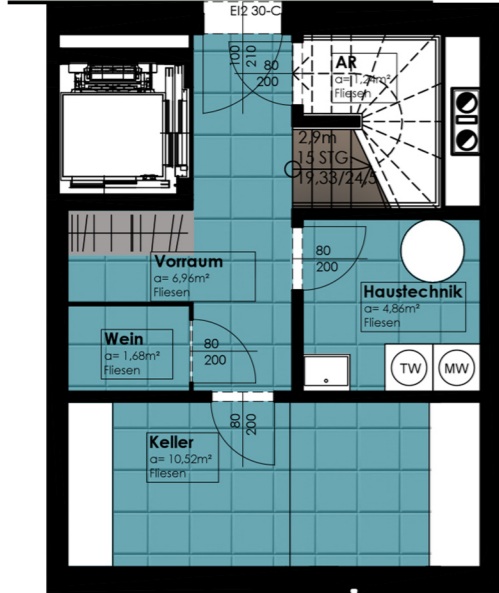 EI2 30-C
100
210
80
200
AR
a= 1,24m²
Fliesen
2,9m
15 STG
19,33/24,5
80
200
Vorraum
a= 6,96m²
Fliesen
Haustechnik
a= 4,86m²
Fliesen
Wein
a= 1,68m²
Fliesen
80
200
TW
MW
80
200
Keller
a= 10,52m²
Fliesen